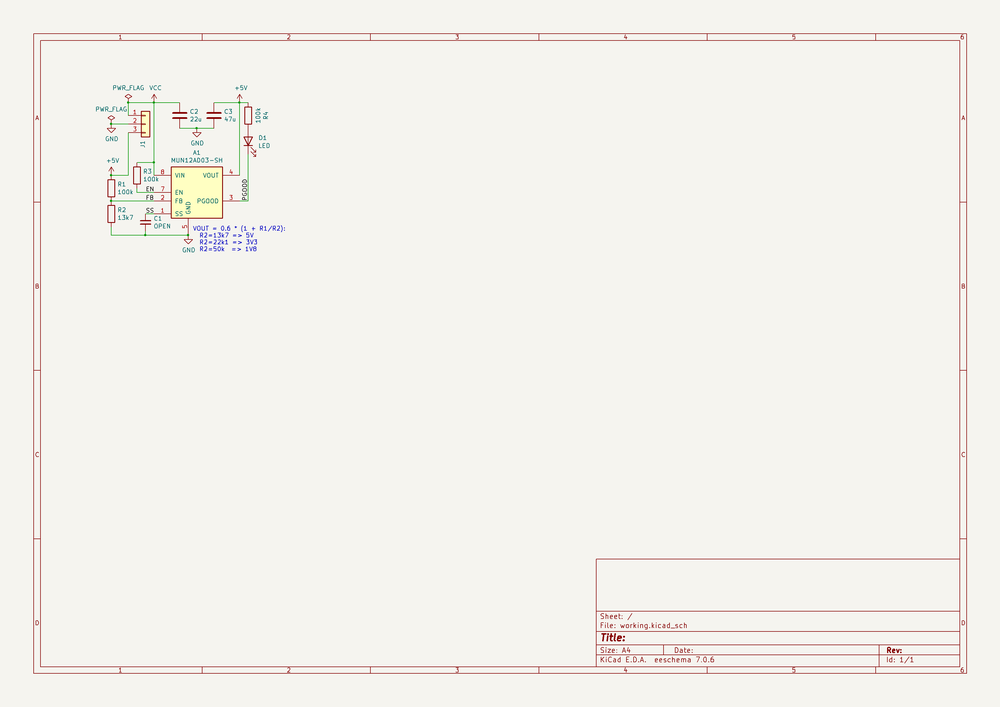 1 2 3 4 5 6
A A
B B
C C
D D
1 2 3 4 5 6
PWR_FLAG VCC +5V
PWR_FLAG
GND
1
2
3
J1
C2
22u
C3
47u
GND
100k
R4
D1
LED
A1
MUN12AD03-SH
+5V
R1
100k
R2
13k7
R3
100k
EN
FB
SS
C1
OPEN
8 VIN VOUT 4
7 EN
2 FB PGOOD 3
1 SS
GND
5
PGOOD
GND
VOUT = 0.6 * (1 + R1/R2):
R2=13k7 => 5V
R2=22k1 => 3V3
R2=50k => 1V8
Sheet: /
File: working.kicad_sch
Title:
Size: A4 Date: Rev:
KiCad E.D.A. eeschema 7.0.6 Id: 1/1